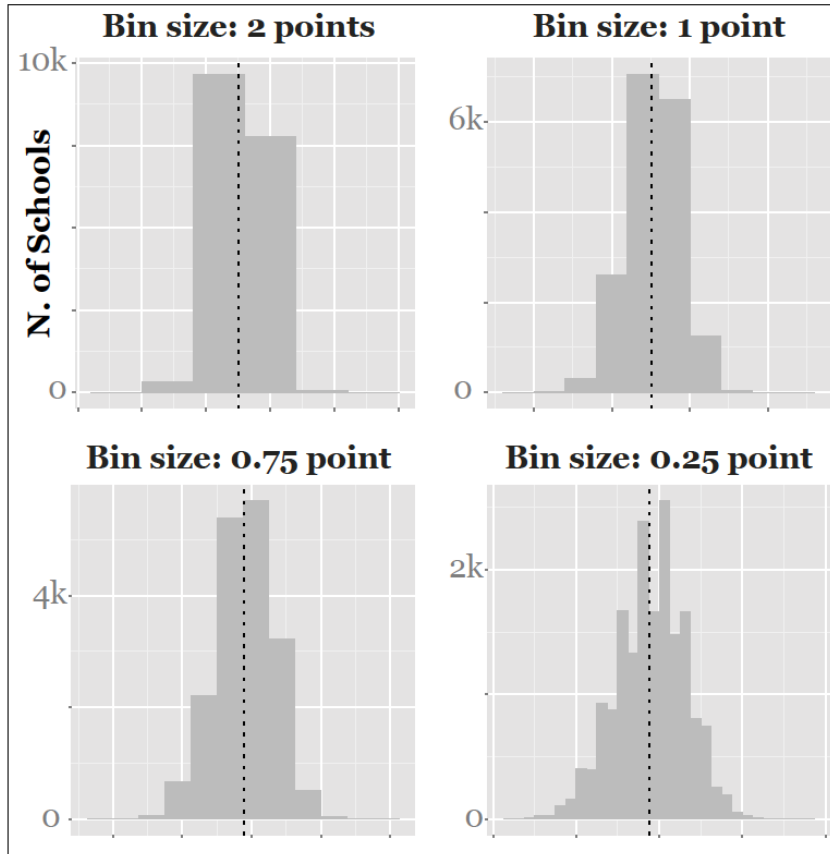 Bin size: 2 points
10k
N. of Schools
0
Bin size: 1 point
6k
0
Bin size: 0.75 point
4k
0
Bin size: 0.25 point
2k
0